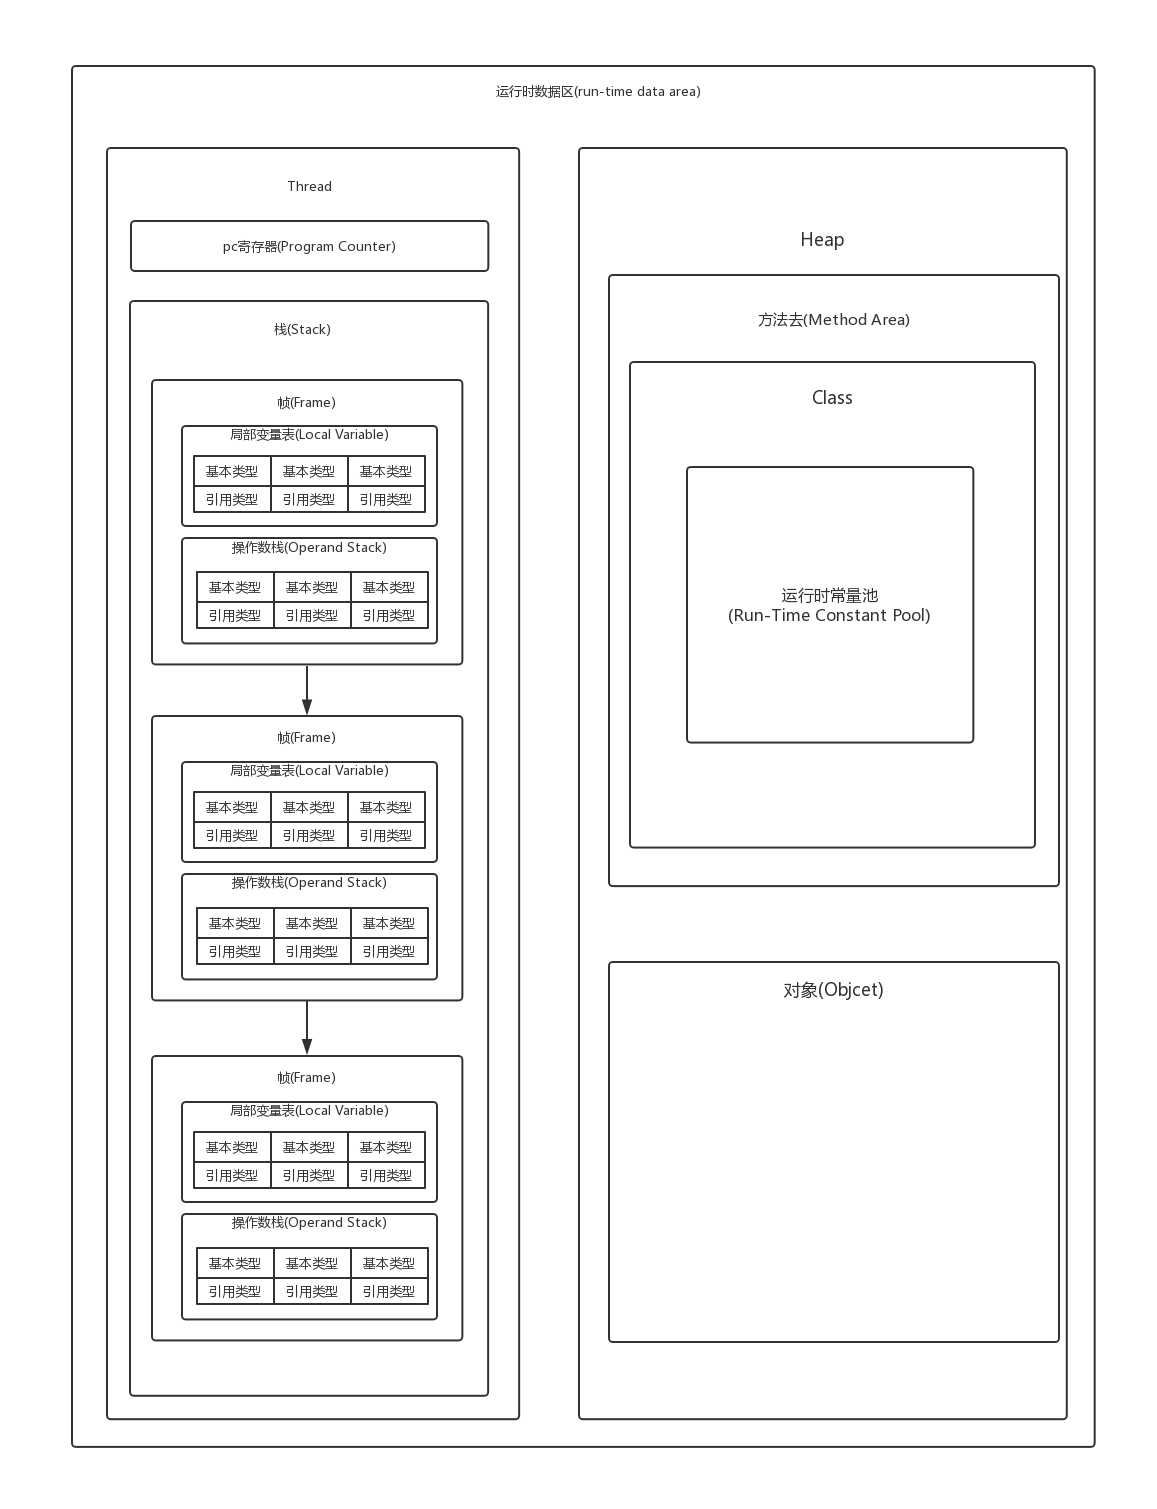 运行时数据区(run-time data area)
Thread
pc寄存器(Program Counter)
栈(Stack)
帧(Frame)
局部变量表(Local Variable)
基本类型 基本类型 基本类型
引用类型 引用类型 引用类型
操作数栈(Operand Stack)
基本类型 基本类型 基本类型
引用类型 引用类型 引用类型
帧(Frame)
局部变量表(Local Variable)
基本类型 基本类型 基本类型
引用类型 引用类型 引用类型
操作数栈(Operand Stack)
基本类型 基本类型 基本类型
引用类型 引用类型 引用类型
帧(Frame)
局部变量表(Local Variable)
基本类型 基本类型 基本类型
引用类型 引用类型 引用类型
操作数栈(Operand Stack)
基本类型 基本类型 基本类型
引用类型 引用类型 引用类型
Heap
方法去(Method Area)
Class
运行时常量池
(Run-Time Constant Pool)
对象(Objcet)